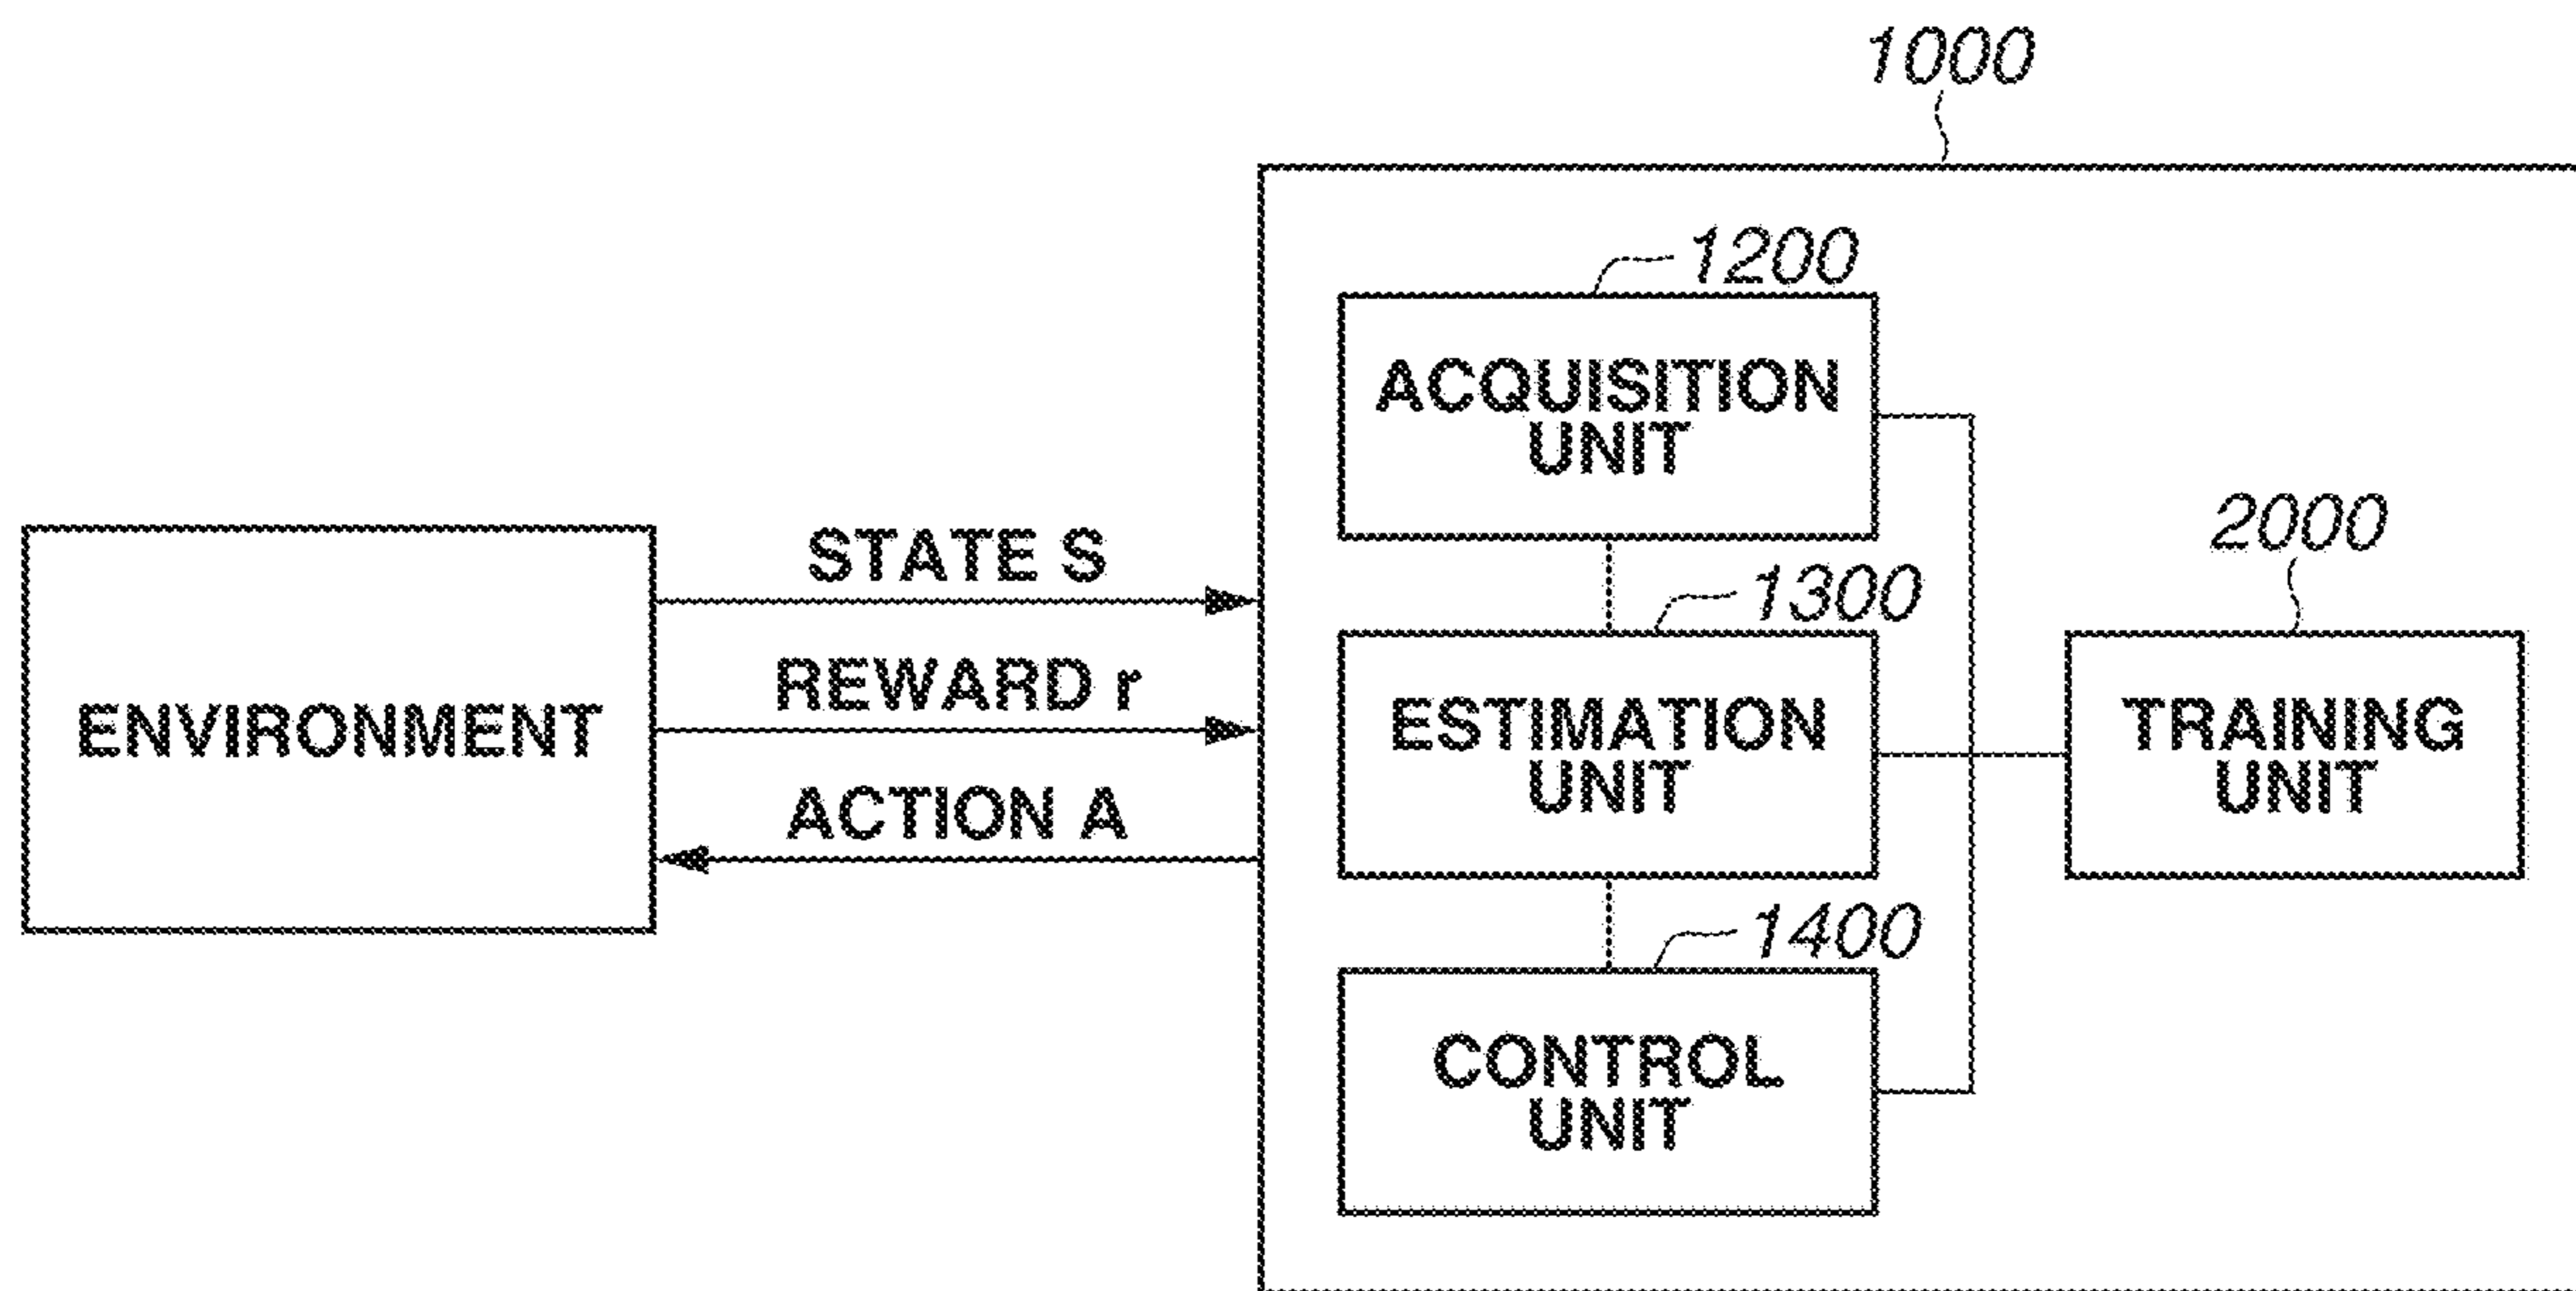 1000
1200
ACQUISITION
UNIT
2000
STATE S
1300
REWARD r
ENVIRONMENT
ESTIMATION
UNIT
TRAINING
UNIT
ACTION A
1400
CONTROL
UNIT